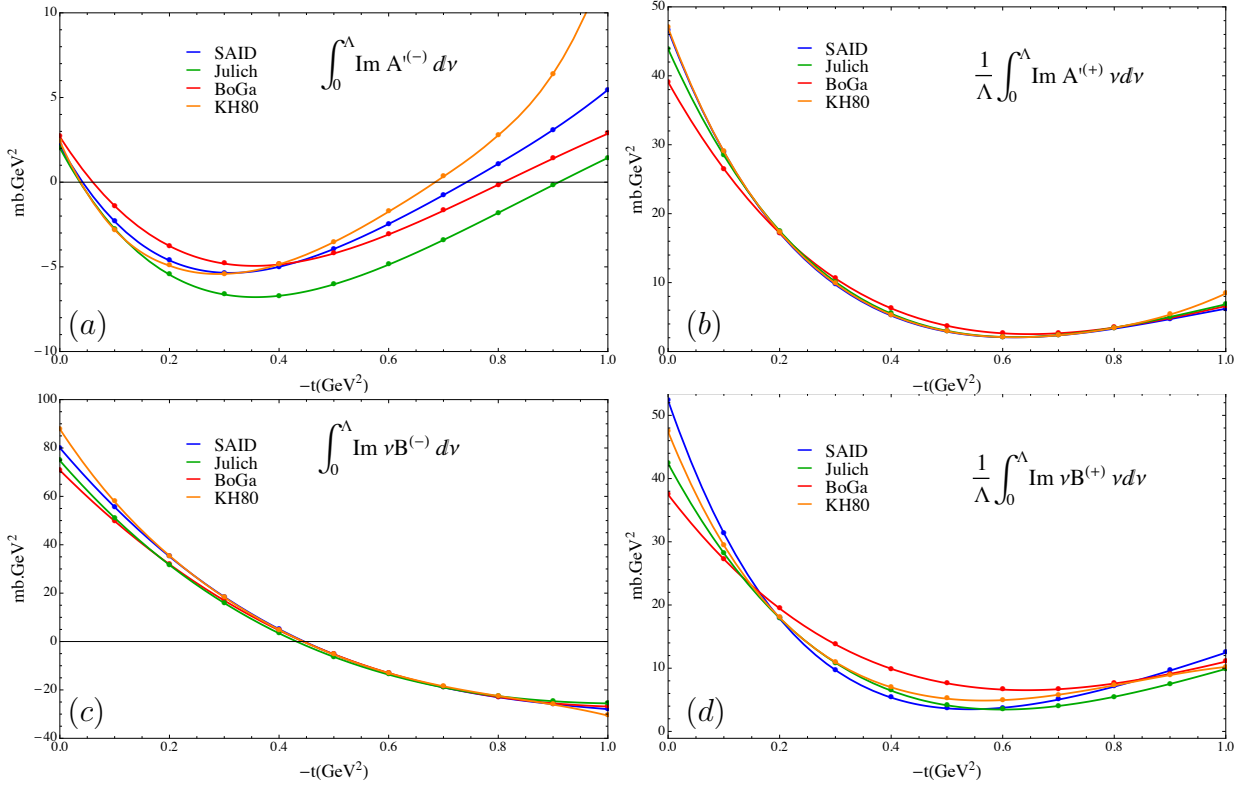 10
5
0
−5
−10
mb.GeV²
SAID
Julich
BoGa
KH80
∫₀^Λ Im A'⁽⁻⁾ dν
(a)
0.0 0.2 0.4 0.6 0.8 1.0
−t(GeV²)
50
40
30
20
10
0
mb.GeV²
SAID
Julich
BoGa
KH80
1/Λ ∫₀^Λ Im A'⁽⁺⁾ νdν
(b)
0.0 0.2 0.4 0.6 0.8 1.0
−t(GeV²)
100
80
60
40
20
0
−20
−40
mb.GeV²
SAID
Julich
BoGa
KH80
∫₀^Λ Im νB⁽⁻⁾ dν
(c)
0.0 0.2 0.4 0.6 0.8 1.0
−t(GeV²)
50
40
30
20
10
0
mb.GeV²
SAID
Julich
BoGa
KH80
1/Λ ∫₀^Λ Im νB⁽⁺⁾ νdν
(d)
0.0 0.2 0.4 0.6 0.8 1.0
−t(GeV²)